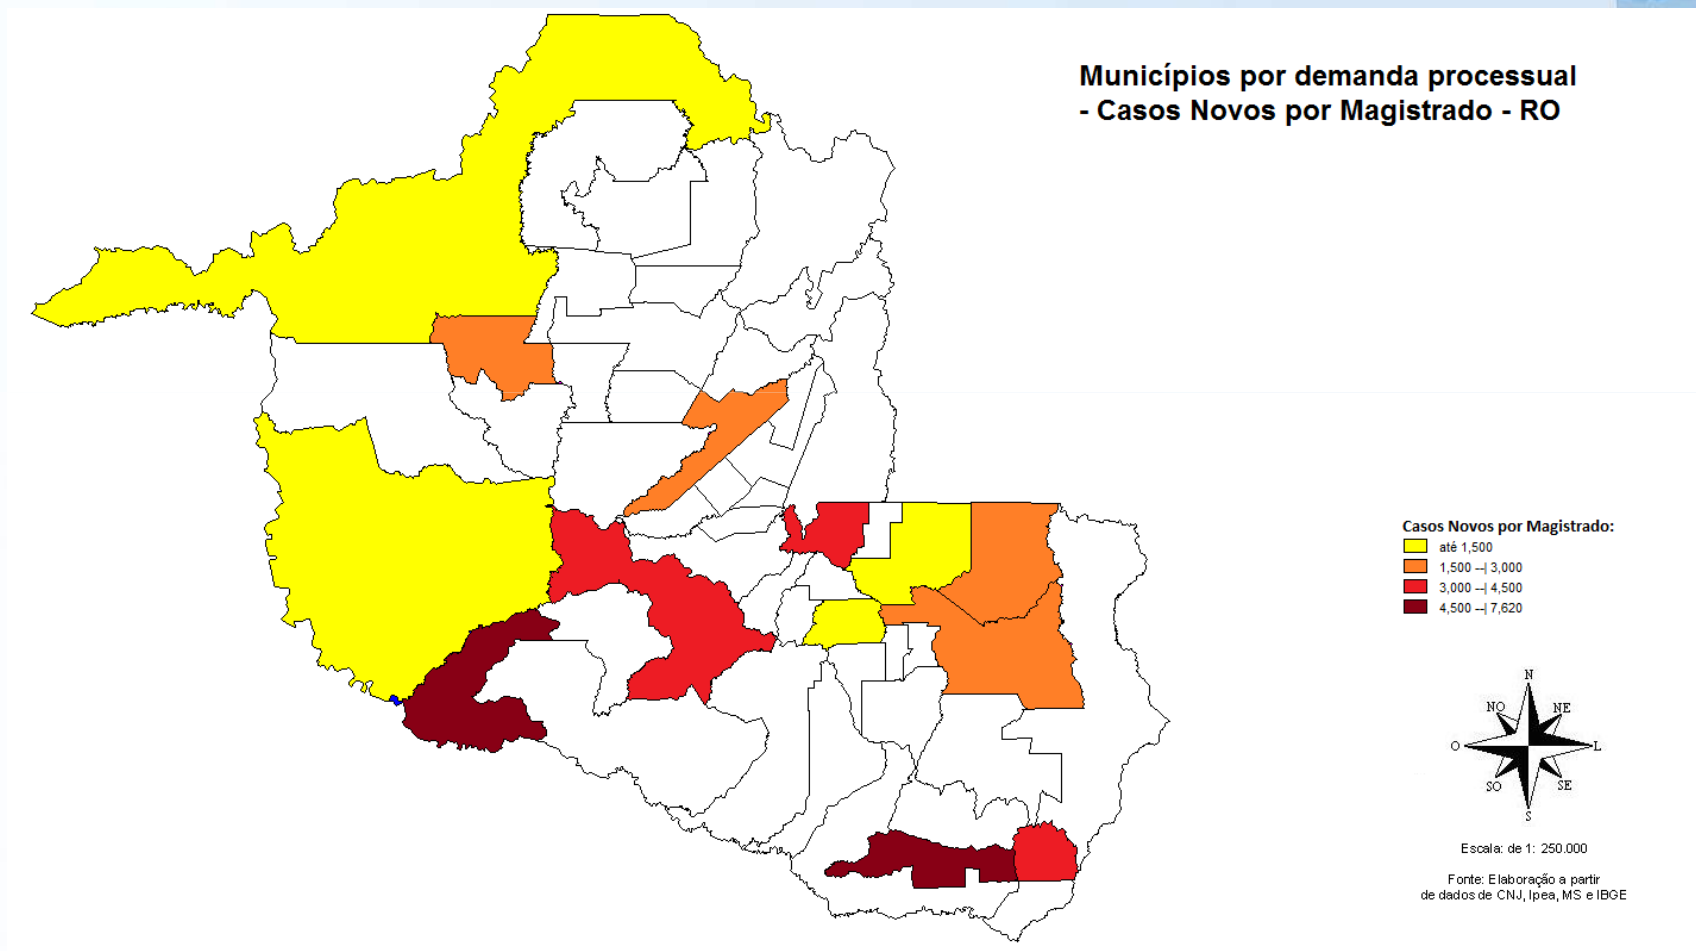 Municípios por demanda processual
- Casos Novos por Magistrado - RO
Casos Novos por Magistrado:
até 1,500
1,500 --| 3,000
3,000 --| 4,500
4,500 --| 7,620
N
NO NE
O L
SO SE
S
Escala: de 1: 250.000
Fonte: Elaboração a partir
de dados de CNJ, Ipea, MS e IBGE